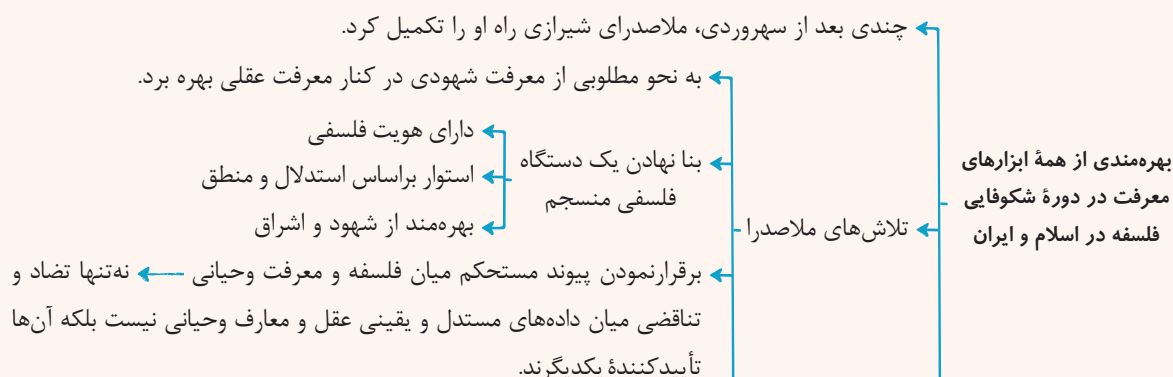 بهره‌مندی از همهٔ ابزارهای
معرفت در دورهٔ شکوفایی
فلسفه در اسلام و ایران
چندی بعد از سهروردی، ملاصدرای شیرازی راه او را تکمیل کرد.
تلاش‌های ملاصدرا
به نحو مطلوبی از معرفت شهودی در کنار معرفت عقلی بهره برد.
بنا نهادن یک دستگاه
فلسفی منسجم
دارای هویت فلسفی
استوار براساس استدلال و منطق
بهره‌مند از شهود و اشراق
برقرارنمودن پیوند مستحکم میان فلسفه و معرفت وحیانی نه‌تنها تضاد و
تناقضی میان داده‌های مستدل و یقینی عقل و معارف وحیانی نیست بلکه آن‌ها
تأییدکنندهٔ یکدیگرند.